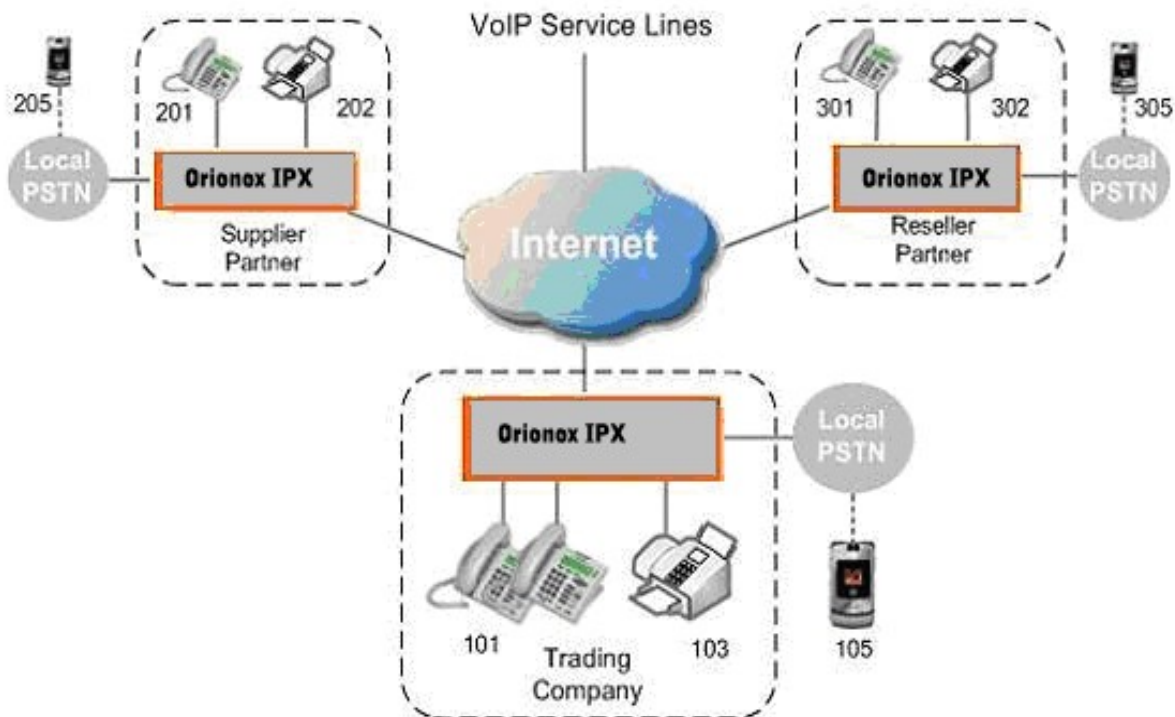 VoIP Service Lines
205
201
202
Local
PSTN
Orionox IPX
Supplier
Partner
Internet
301
302
305
Orionox IPX
Local
PSTN
Reseller
Partner
Orionox IPX
Local
PSTN
101
103
105
Trading
Company